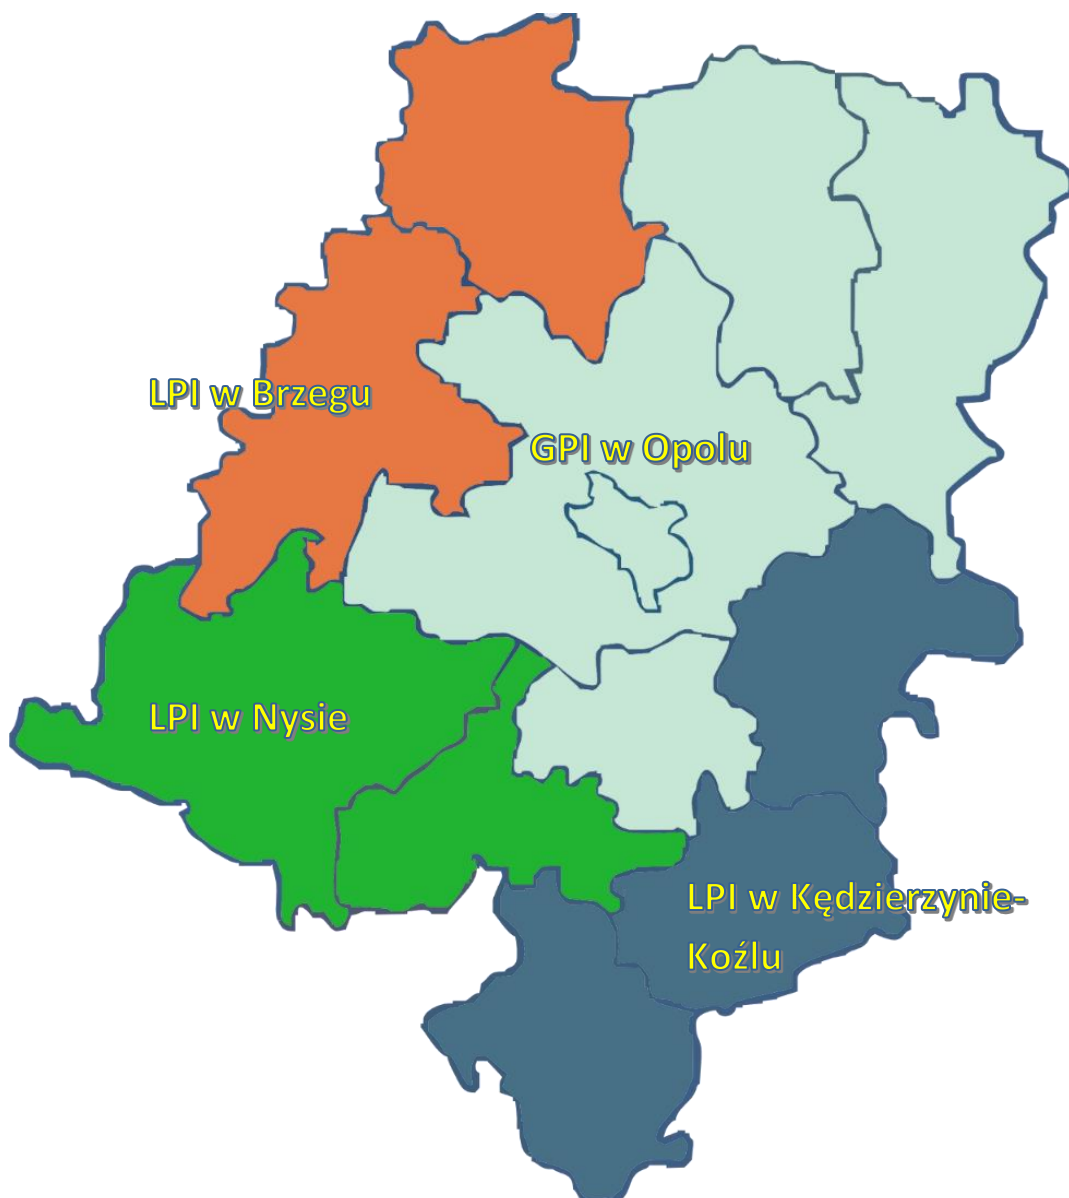 LPI w Brzegu
GPI w Opolu
LPI w Nysie
LPI w Kędzierzynie-
Koźlu